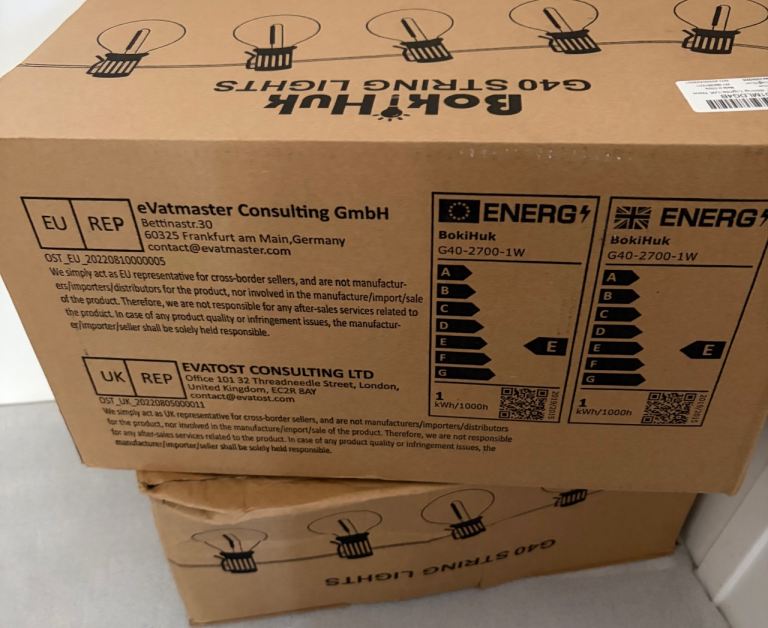 G40 STRING LIGHTS
BokiHuk
EU REP
eVatmaster Consulting GmbH
Bettinastr.30
60325 Frankfurt am Main,Germany
contact@evatmaster.com
OST_EU_20220810000005
We simply act as EU representative for cross-border sellers, and are not manufactur-
ers/importers/distributors for the product, nor involved in the manufacture/import/sale
of the product. Therefore, we are not responsible for any after-sales services related to
the product. In case of any product quality or infringement issues, the manufactur-
er/importer/seller shall be solely held responsible.
UK REP
EVATOST CONSULTING LTD
Office 101 32 Threadneedle Street, London,
United Kingdom, EC2R 8AY
contact@evatost.com
OST_UK_20220805000011
We simply act as UK representative for cross-border sellers, and are not manufacturers/importers/distributors
for the product, nor involved in the manufacture/import/sale of the product. Therefore, we are not responsible
for any after-sales services related to the product. In case of any product quality or infringement issues, the
manufacturer/importer/seller shall be solely held responsible.
ENERG
BokiHuk
G40-2700-1W
A
B
C
D
E
F
G
E
1
kWh/1000h
2019/2015
ENERG
BokiHuk
G40-2700-1W
A
B
C
D
E
F
G
E
1
kWh/1000h
2019/2015
G40 STRING LIGHTS